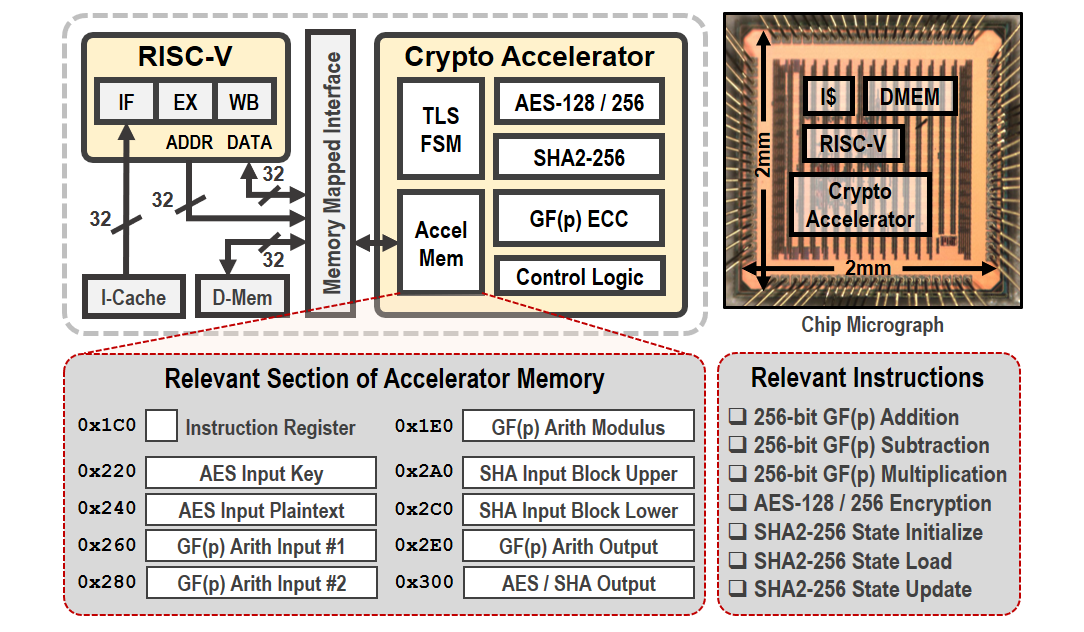 RISC-V
IF EX WB
ADDR DATA
32
32
32
32
I-Cache
D-Mem
Memory Mapped Interface
Crypto Accelerator
TLS
FSM
Accel
Mem
AES-128 / 256
SHA2-256
GF(p) ECC
Control Logic
I$ DMEM
RISC-V
Crypto
Accelerator
2mm
2mm
Chip Micrograph
Relevant Section of Accelerator Memory
0x1C0 Instruction Register 0x1E0 GF(p) Arith Modulus
0x220 AES Input Key 0x2A0 SHA Input Block Upper
0x240 AES Input Plaintext 0x2C0 SHA Input Block Lower
0x260 GF(p) Arith Input #1 0x2E0 GF(p) Arith Output
0x280 GF(p) Arith Input #2 0x300 AES / SHA Output
Relevant Instructions
❑ 256-bit GF(p) Addition
❑ 256-bit GF(p) Subtraction
❑ 256-bit GF(p) Multiplication
❑ AES-128 / 256 Encryption
❑ SHA2-256 State Initialize
❑ SHA2-256 State Load
❑ SHA2-256 State Update